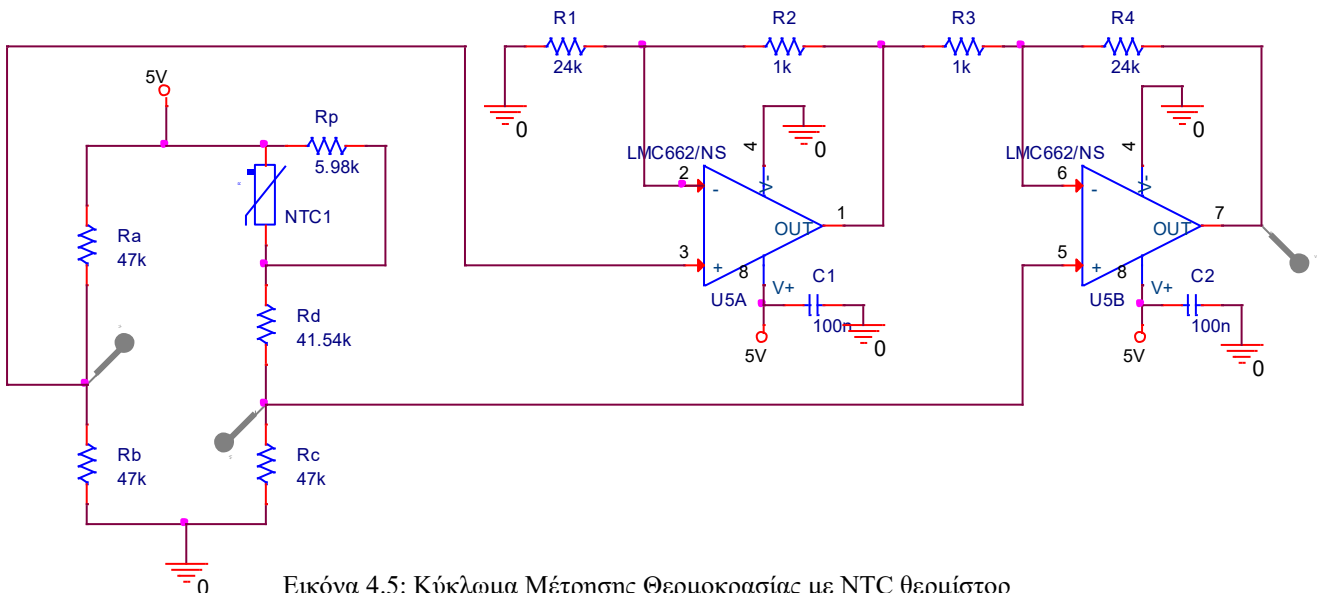 R1
R2
R3
R4
24k
1k
1k
24k
5V
Rp
5.98k
0
0
0
LMC662/NS
LMC662/NS
4
4
V-
V-
2
-
6
-
NTC1
1
7
OUT
OUT
Ra
47k
3
+
8
5
+
8
V+
C1
V+
C2
U5A
U5B
100n
100n
Rd
41.54k
5V
0
5V
0
Rb
47k
Rc
47k
0
Εικόνα 4.5: Κύκλωμα Μέτρησης Θερμοκρασίας με NTC θερμίστορ